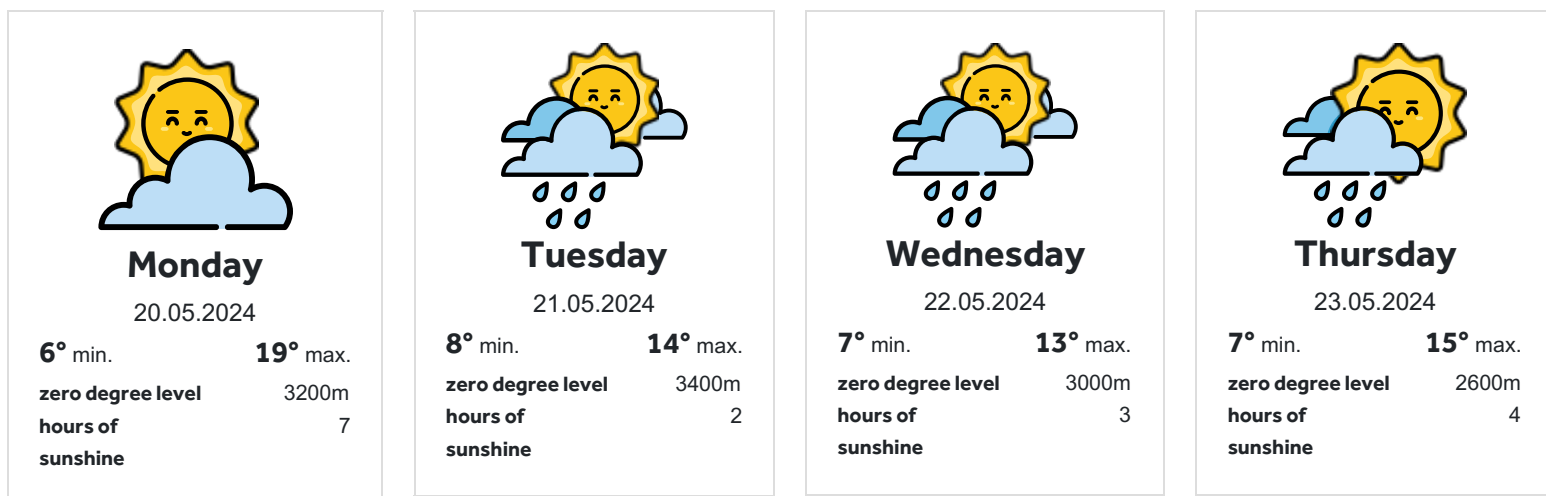 Monday
20.05.2024
6° min. 19° max.
zero degree level 3200m
hours of 7
sunshine
Tuesday
21.05.2024
8° min. 14° max.
zero degree level 3400m
hours of 2
sunshine
Wednesday
22.05.2024
7° min. 13° max.
zero degree level 3000m
hours of 3
sunshine
Thursday
23.05.2024
7° min. 15° max.
zero degree level 2600m
hours of 4
sunshine